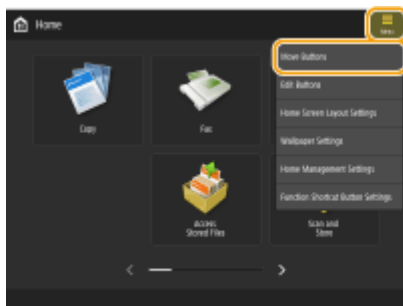 Home
Menu
Move Buttons
Edit Buttons
Home Screen Layout Settings
Wallpaper Settings
Home Management Settings
Function Shortcut Button Settings
Copy
Fax
Access
Stored Files
Scan and
Store